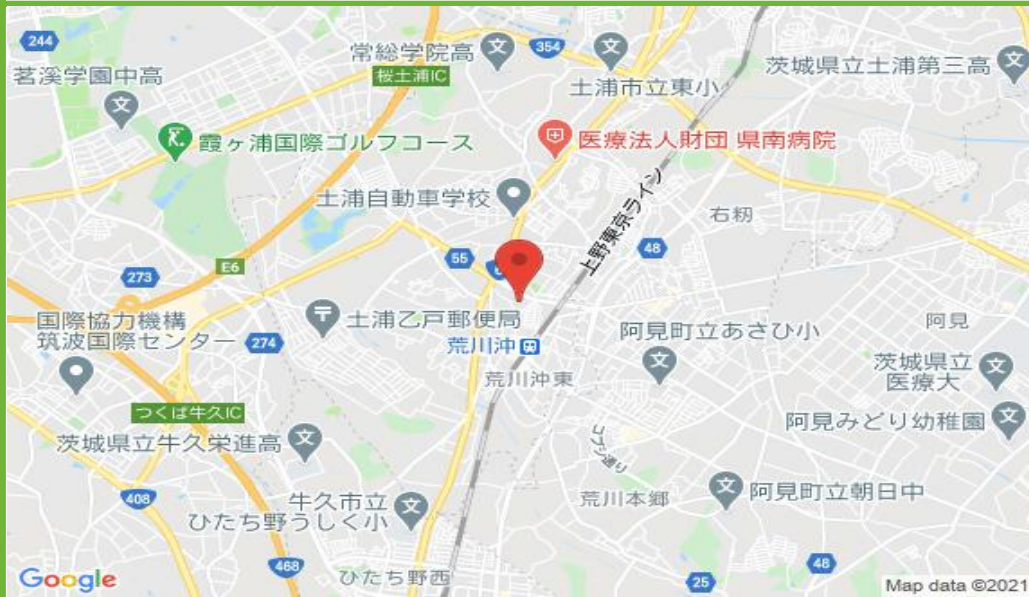 244
常総学院高
354
桜土浦IC
茗溪学園中高
土浦市立東小
茨城県立土浦第三高
霞ヶ浦国際ゴルフコース
医療法人財団 県南病院
土浦自動車学校
上野東京ライン
右籾
48
55
E6
273
国際協力機構
筑波国際センター
274
土浦乙戸郵便局
荒川沖
荒川沖東
阿見町立あさひ小
阿見
茨城県立
医療大
つくば牛久IC
茨城県立牛久栄進高
阿見みどり幼稚園
408
牛久市立
ひたち野うしく小
荒川本郷
阿見町立朝日中
468
ひたち野西
25
48
Google
Map data ©2021